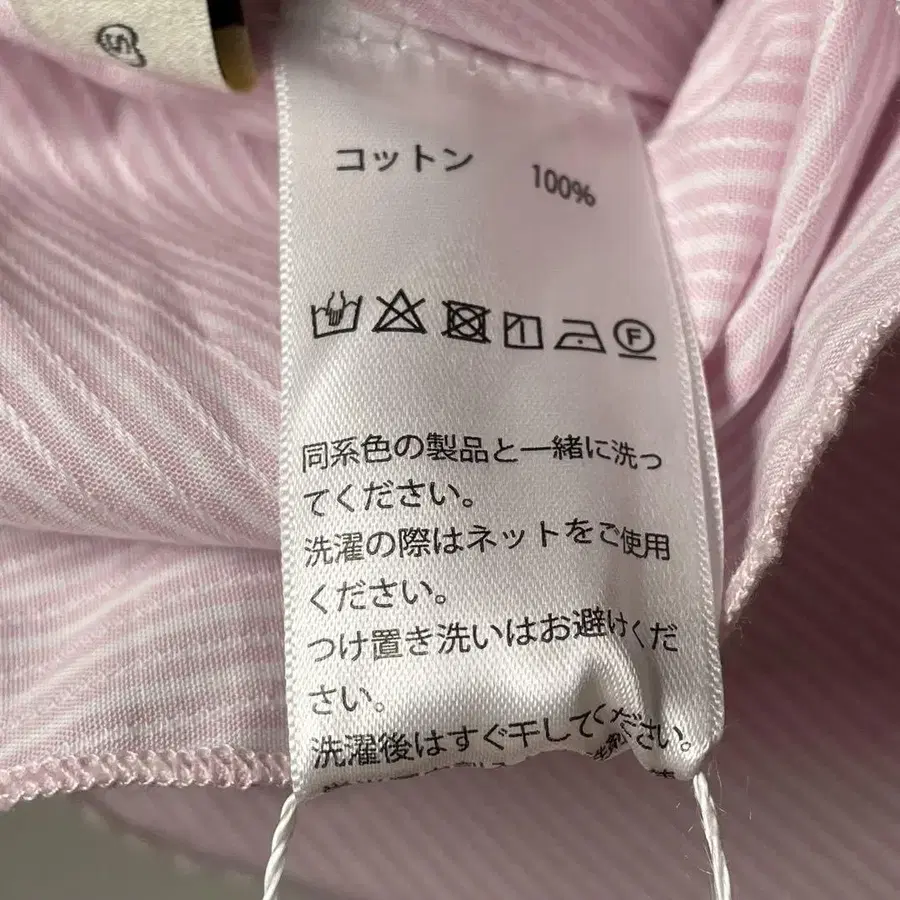 コットン 100%
F
同系色の製品と一緒に洗っ
てください。
洗濯の際はネットをご使用
ください。
つけ置き洗いはお避けくだ
さい。
洗濯後はすぐ干してください。